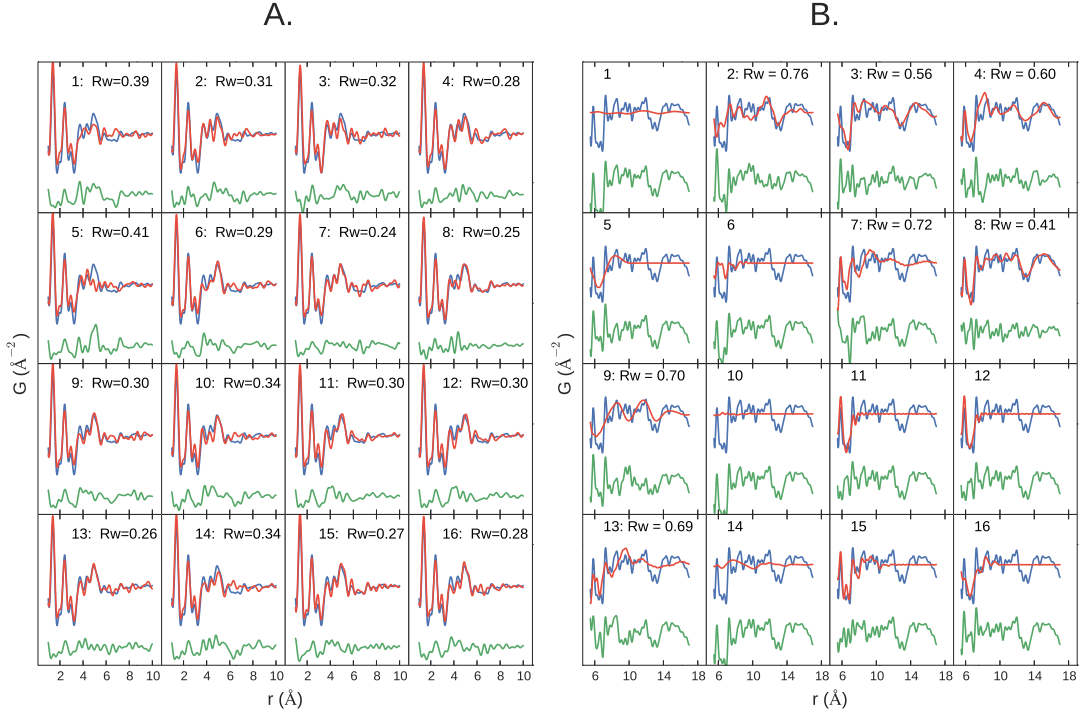 A. B.
1: Rw=0.39 2: Rw=0.31 3: Rw=0.32 4: Rw=0.28 1 2: Rw = 0.76 3: Rw = 0.56 4: Rw = 0.60
5: Rw=0.41 6: Rw=0.29 7: Rw=0.24 8: Rw=0.25 5 6 7: Rw = 0.72 8: Rw = 0.41
G (Å⁻²) G (Å⁻²)
9: Rw=0.30 10: Rw=0.34 11: Rw=0.30 12: Rw=0.30 9: Rw = 0.70 10 11 12
13: Rw=0.26 14: Rw=0.34 15: Rw=0.27 16: Rw=0.28 13: Rw = 0.69 14 15 16
2 4 6 8 10 2 4 6 8 10 2 4 6 8 10 2 4 6 8 10 6 10 14 18 6 10 14 18 6 10 14 18 6 10 14 18
r (Å) r (Å)